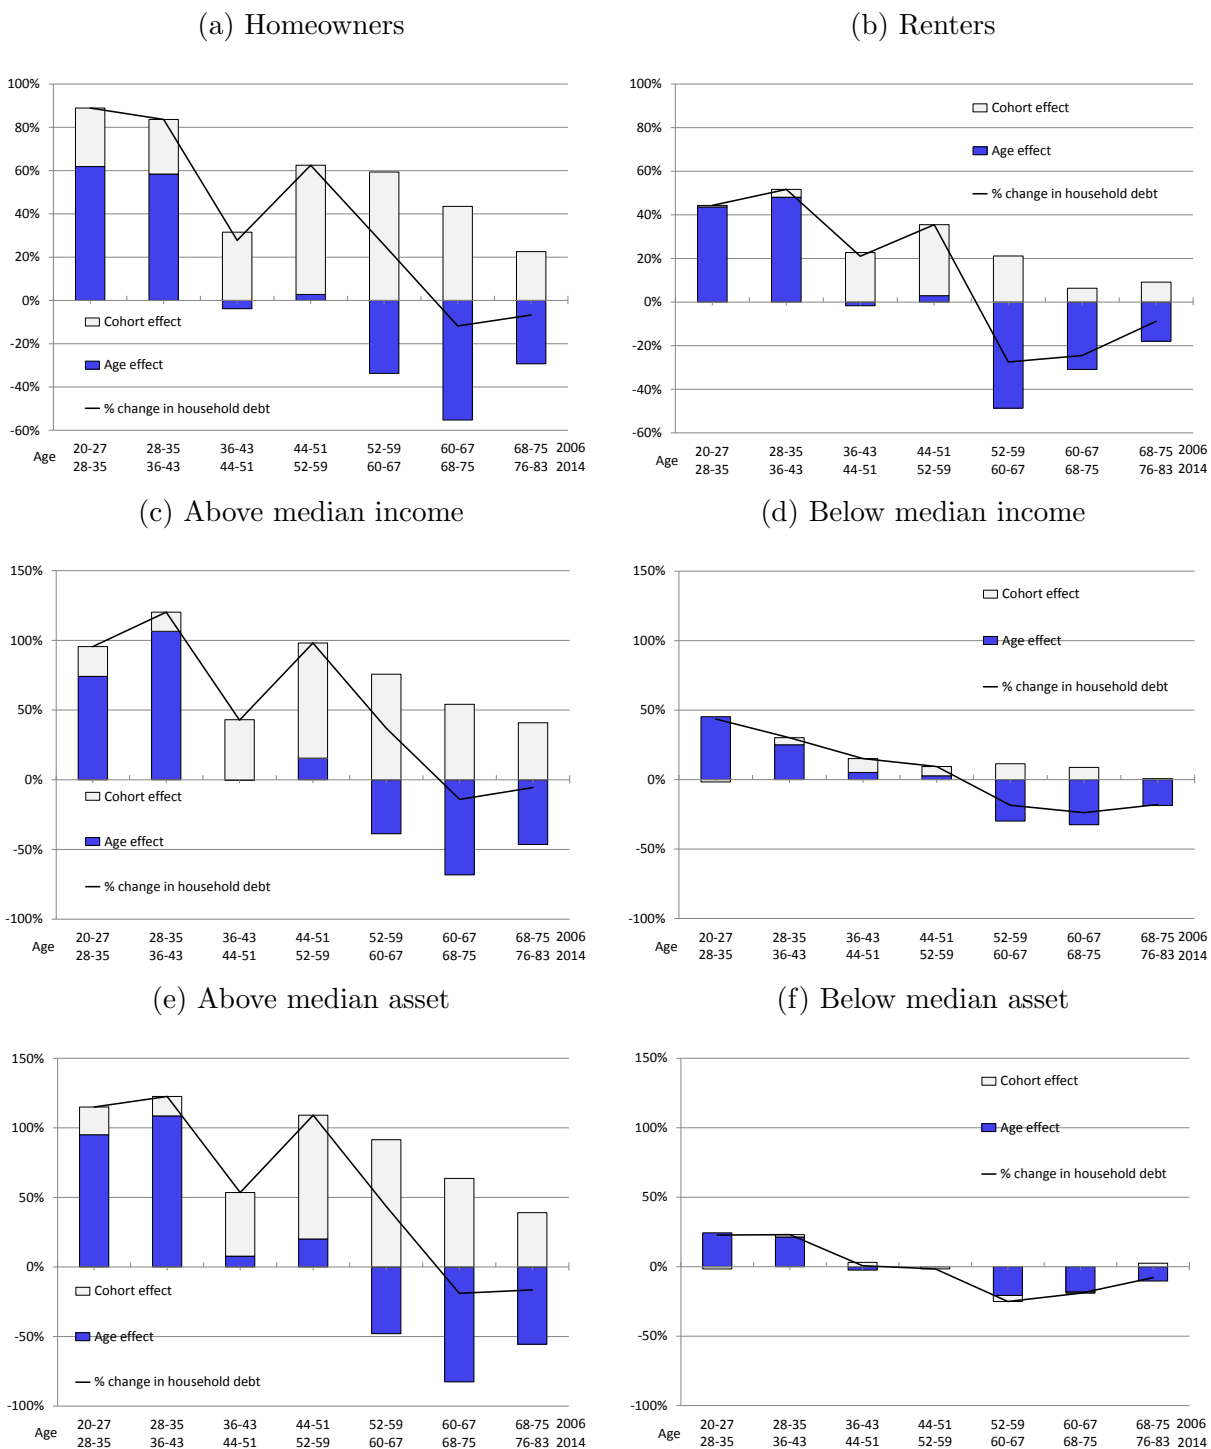 (a) Homeowners
100%
80%
60%
40%
20%
0%
-20%
-40%
-60%
Cohort effect
Age effect
% change in household debt
Age
20-27 28-35 36-43 44-51 52-59 60-67 68-75 2006
28-35 36-43 44-51 52-59 60-67 68-75 76-83 2014
(b) Renters
100%
80%
60%
40%
20%
0%
-20%
-40%
-60%
Cohort effect
Age effect
% change in household debt
Age
20-27 28-35 36-43 44-51 52-59 60-67 68-75 2006
28-35 36-43 44-51 52-59 60-67 68-75 76-83 2014
(c) Above median income
150%
100%
50%
0%
-50%
-100%
Cohort effect
Age effect
% change in household debt
Age
20-27 28-35 36-43 44-51 52-59 60-67 68-75 2006
28-35 36-43 44-51 52-59 60-67 68-75 76-83 2014
(d) Below median income
150%
100%
50%
0%
-50%
-100%
Cohort effect
Age effect
% change in household debt
Age
20-27 28-35 36-43 44-51 52-59 60-67 68-75 2006
28-35 36-43 44-51 52-59 60-67 68-75 76-83 2014
(e) Above median asset
150%
100%
50%
0%
-50%
-100%
Cohort effect
Age effect
% change in household debt
Age
20-27 28-35 36-43 44-51 52-59 60-67 68-75 2006
28-35 36-43 44-51 52-59 60-67 68-75 76-83 2014
(f) Below median asset
150%
100%
50%
0%
-50%
-100%
Cohort effect
Age effect
% change in household debt
Age
20-27 28-35 36-43 44-51 52-59 60-67 68-75 2006
28-35 36-43 44-51 52-59 60-67 68-75 76-83 2014